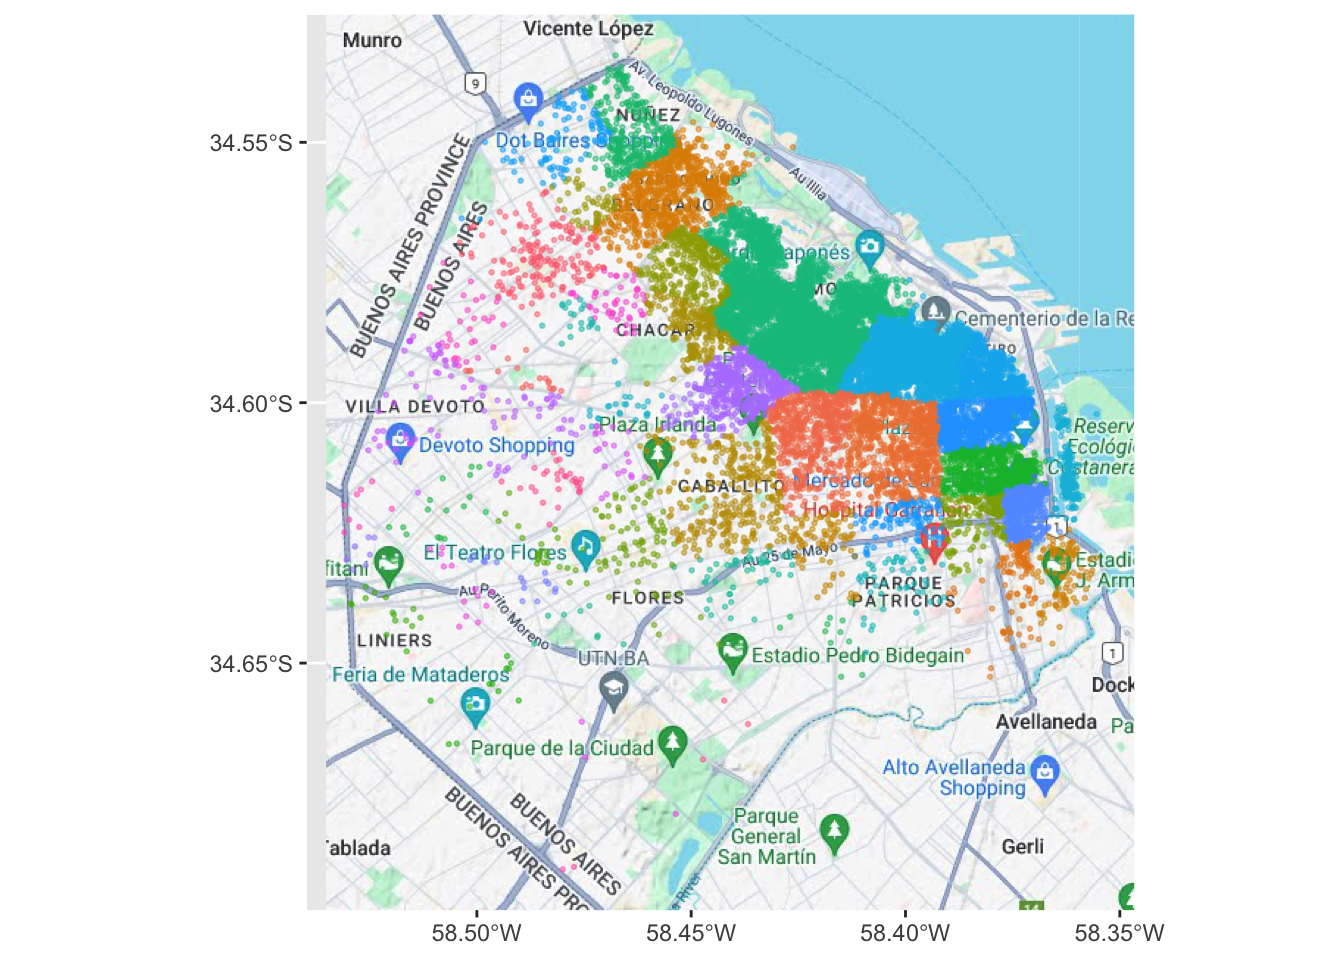 Vicente López
Munro
9
Av. Leopoldo Lugones
NÚÑEZ
Dot Baires Shopping
34.55°S
BUENOS AIRES PROVINCE
BUENOS AIRES
Au Illia
BELGRANO
Cementerio de la Re
CHACAR
34.60°S
VILLA DEVOTO
Plaza Irlanda
Devoto Shopping
Reserv
Ecológi
Costanera
CABALLITO
Mercado de
Hospital Garrahan
1
El Teatro Flores
Au 25 de Mayo
Estadi
J. Arm
fitani
PARQUE
PATRICIOS
Au Perito Moreno
FLORES
LINIERS
UTN BA
Estadio Pedro Bidegain
1
34.65°S
Feria de Mataderos
Dock
Avellaneda
Pa
Parque de la Ciudad
Alto Avellaneda
Shopping
BUENOS AIRES
BUENOS AIRES PRO
Parque
General
San Martín
Tablada
Gerli
River
14
58.50°W
58.45°W
58.40°W
58.35°W